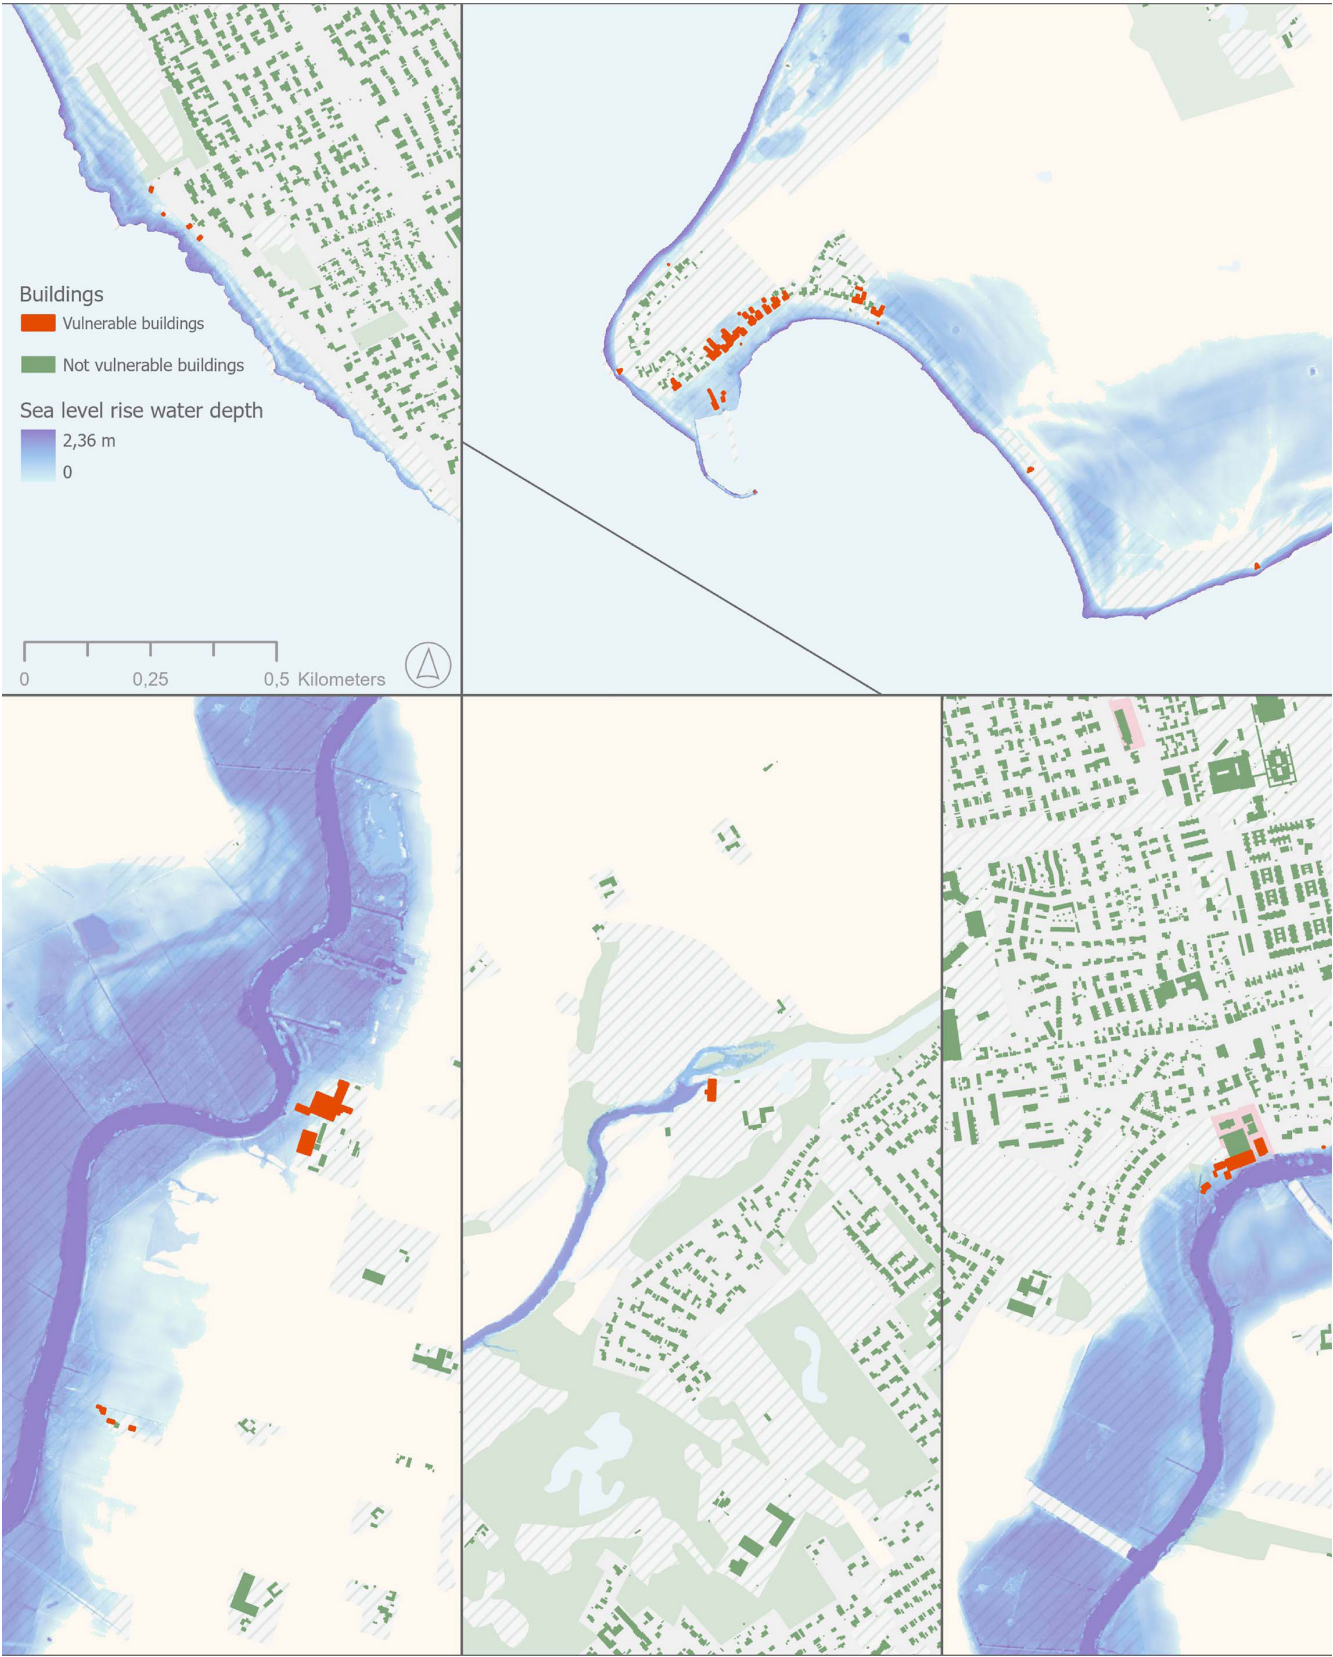 Buildings
Vulnerable buildings
Not vulnerable buildings
Sea level rise water depth
2,36 m
0
0 0,25 0,5 Kilometers